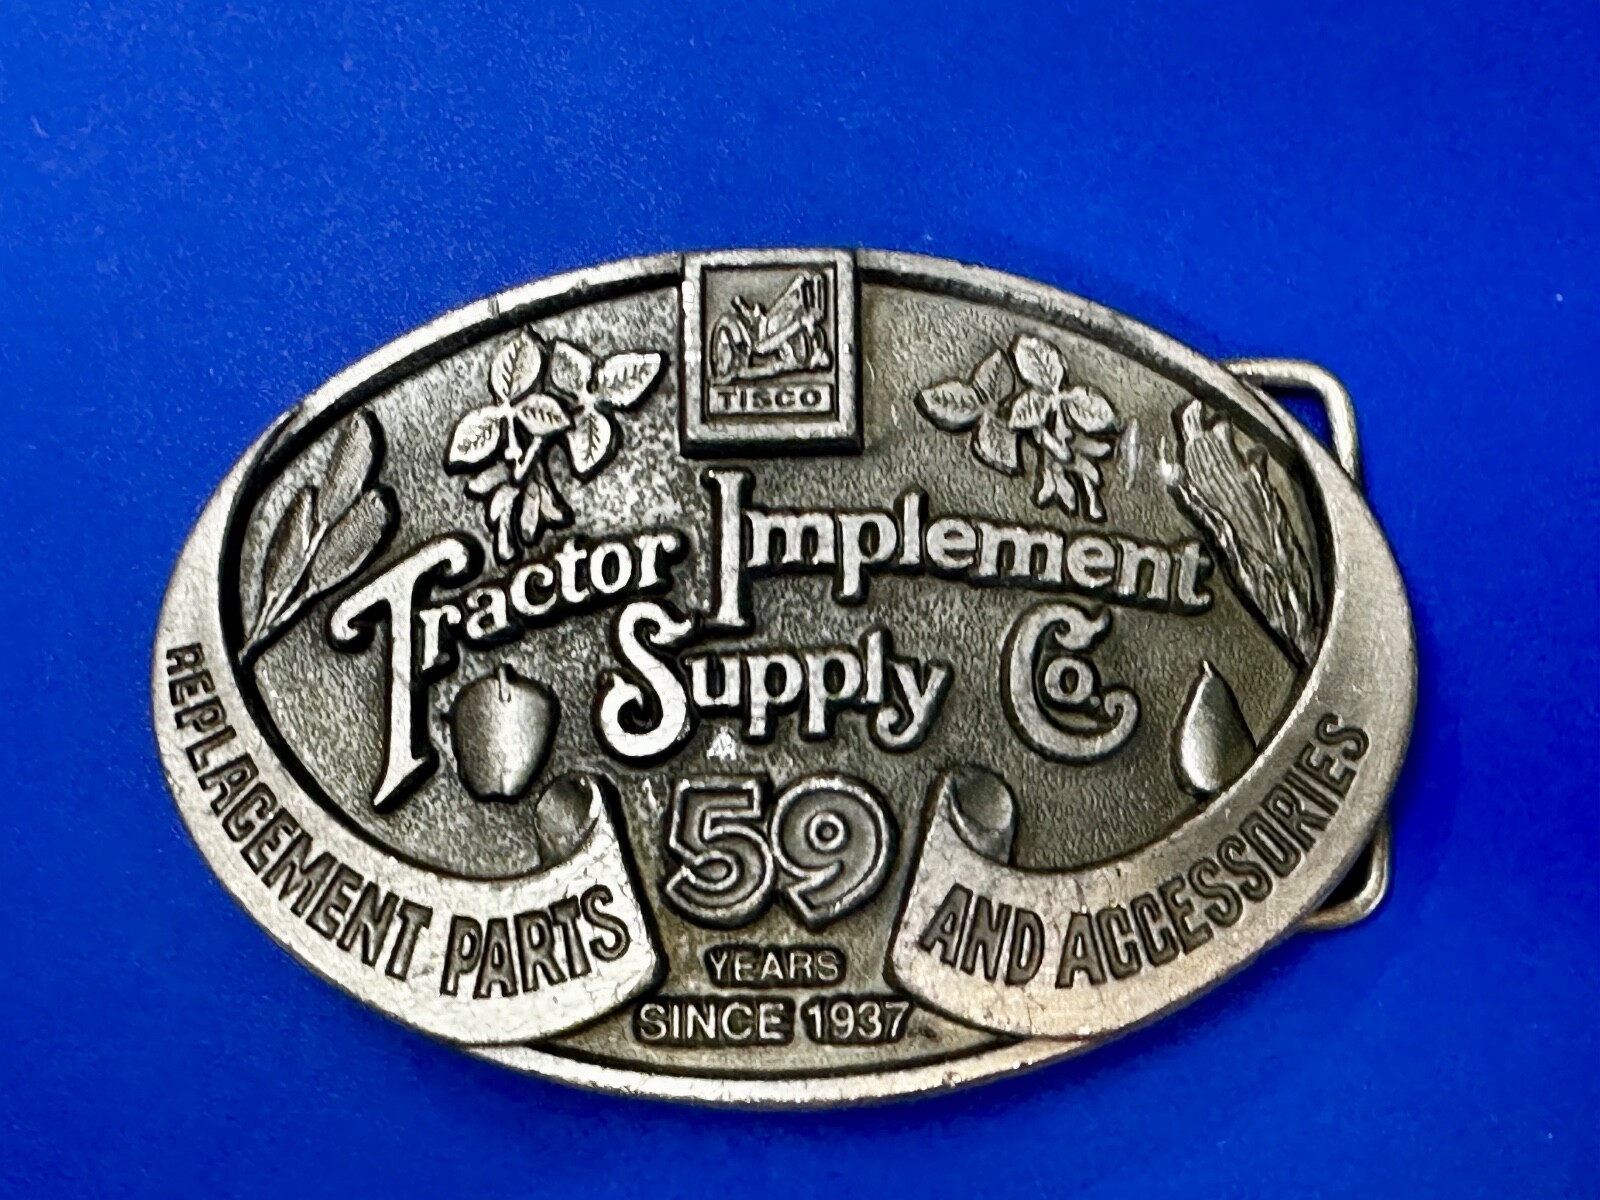 TISCO
Tractor Implement
Supply Co.
59
YEARS
SINCE 1937
REPLACEMENT PARTS
AND ACCESSORIES